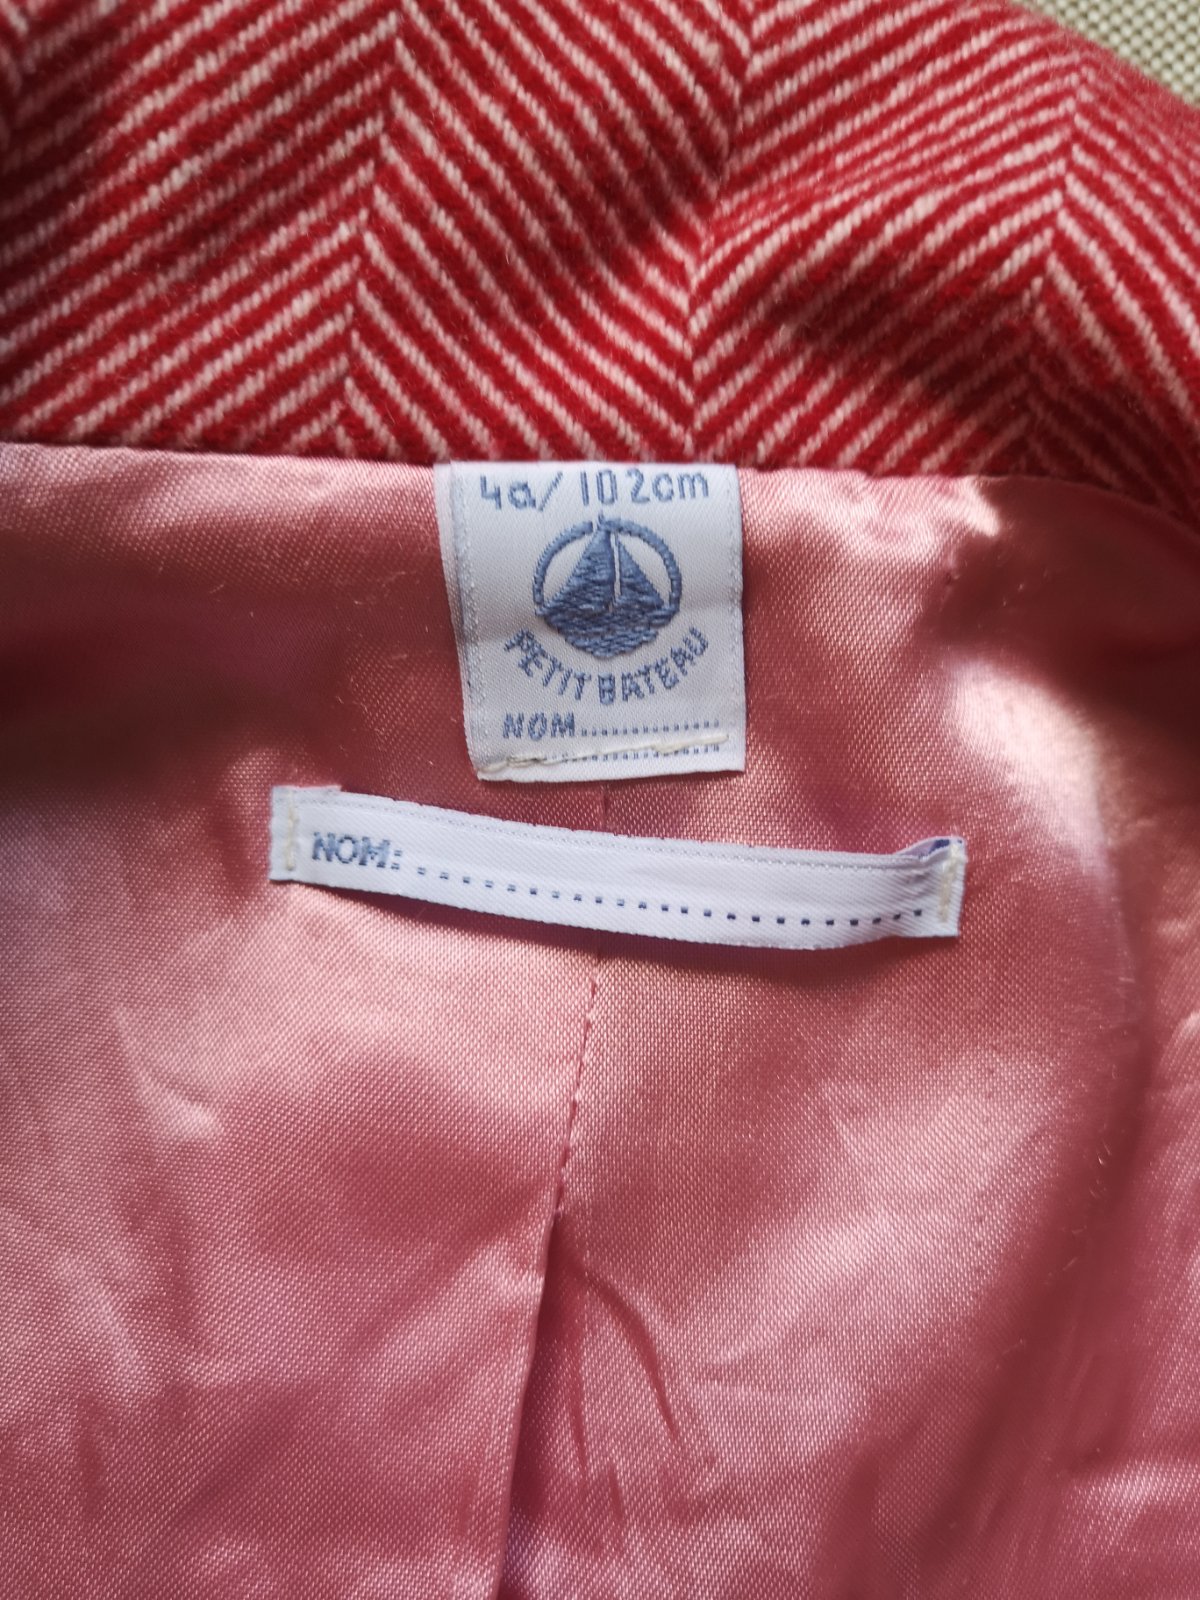 4a/102cm
PETIT BATEAU
NOM..............
NOM:......................